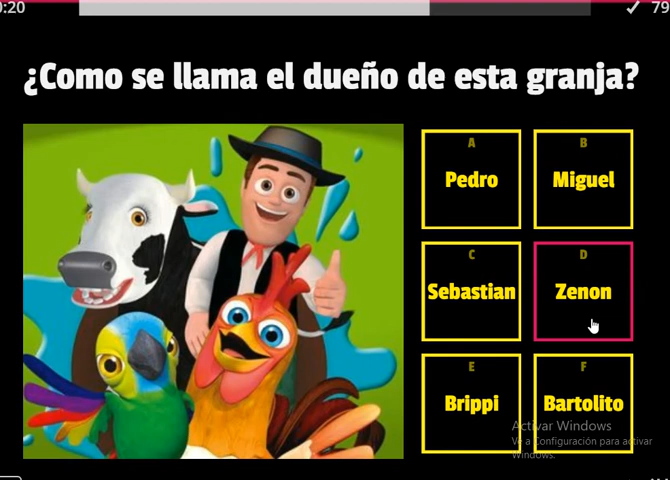 0:20
79
¿Como se llama el dueño de esta granja?
A
Pedro
B
Miguel
C
Sebastian
D
Zenon
E
Brippi
F
Bartolito
Activar Windows
Ve a Configuración para activar
Windows.